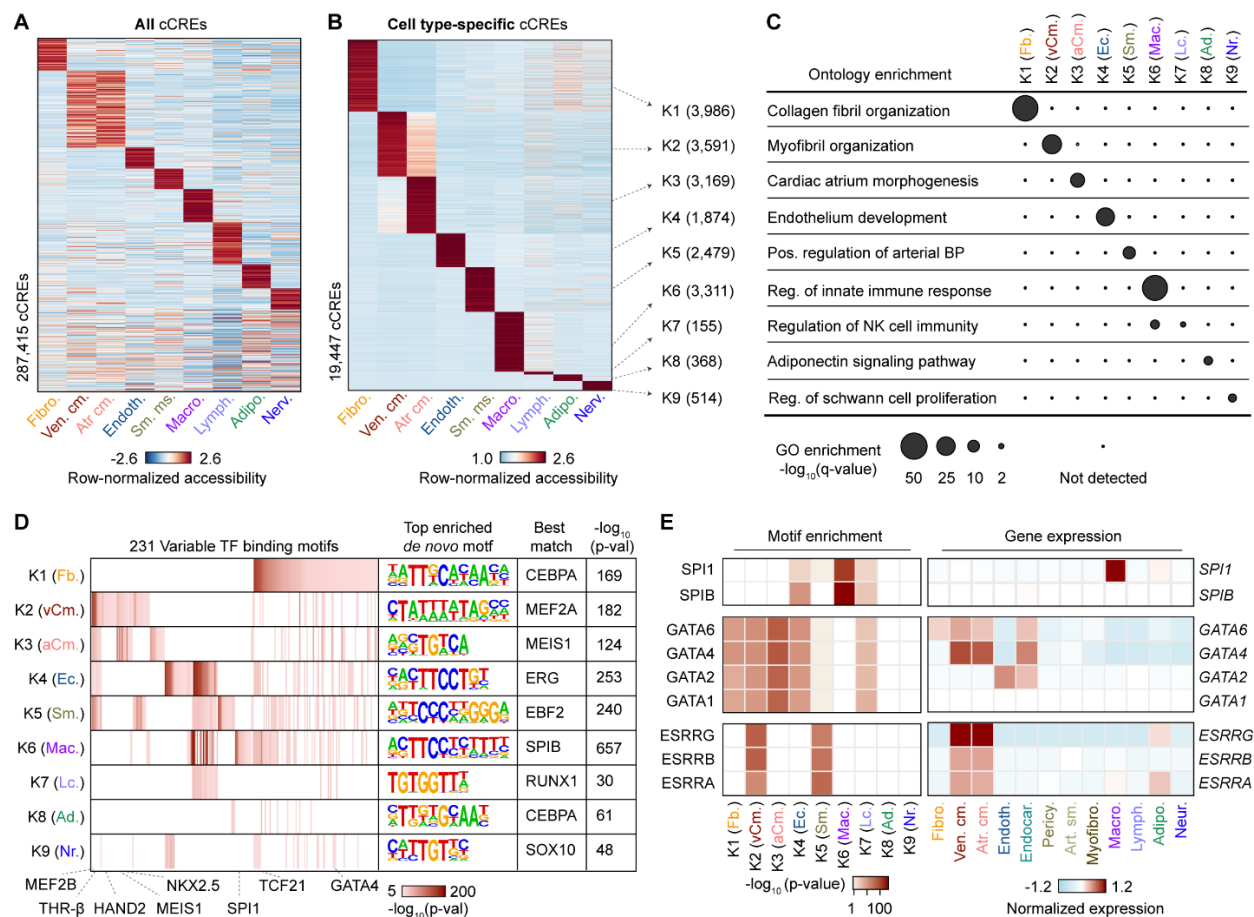 A
All cCREs
287,415 cCREs
Fibro.
Ven. cm.
Atr cm.
Endoth.
Sm. ms.
Macro.
Lymph.
Adipo.
Nerv.
-2.6 2.6
Row-normalized accessibility
B
Cell type-specific cCREs
19,447 cCREs
K1 (3,986)
K2 (3,591)
K3 (3,169)
K4 (1,874)
K5 (2,479)
K6 (3,311)
K7 (155)
K8 (368)
K9 (514)
Fibro.
Ven. cm.
Atr cm.
Endoth.
Sm. ms.
Macro.
Lymph.
Adipo.
Nerv.
1.0 2.6
Row-normalized accessibility
C
K1 (Fb.)
K2 (vCm.)
K3 (aCm.)
K4 (Ec.)
K5 (Sm.)
K6 (Mac.)
K7 (Lc.)
K8 (Ad.)
K9 (Nr.)
Ontology enrichment
Collagen fibril organization
Myofibril organization
Cardiac atrium morphogenesis
Endothelium development
Pos. regulation of arterial BP
Reg. of innate immune response
Regulation of NK cell immunity
Adiponectin signaling pathway
Reg. of schwann cell proliferation
GO enrichment
-log10(q-value)
50 25 10 2 Not detected
D
231 Variable TF binding motifs
Top enriched
de novo motif
Best
match
-log10
(p-val)
K1 (Fb.) CEBPA 169
K2 (vCm.) MEF2A 182
K3 (aCm.) MEIS1 124
K4 (Ec.) ERG 253
K5 (Sm.) EBF2 240
K6 (Mac.) SPIB 657
K7 (Lc.) RUNX1 30
K8 (Ad.) CEBPA 61
K9 (Nr.) SOX10 48
MEF2B NKX2.5 TCF21 GATA4
THR-β HAND2 MEIS1 SPI1
5 200
-log10(p-val)
E
Motif enrichment
Gene expression
SPI1 SPI1
SPIB SPIB
GATA6 GATA6
GATA4 GATA4
GATA2 GATA2
GATA1 GATA1
ESRRG ESRRG
ESRRB ESRRB
ESRRA ESRRA
K1 (Fb.)
K2 (vCm.)
K3 (aCm.)
K4 (Ec.)
K5 (Sm.)
K6 (Mac.)
K7 (Lc.)
K8 (Ad.)
K9 (Nr.)
Fibro.
Ven. cm.
Atr. cm.
Endoth.
Endocar.
Pericy.
Art. sm.
Myofibro.
Macro.
Lymph.
Adipo.
Neur.
-log10(p-value)
1 100
-1.2 1.2
Normalized expression